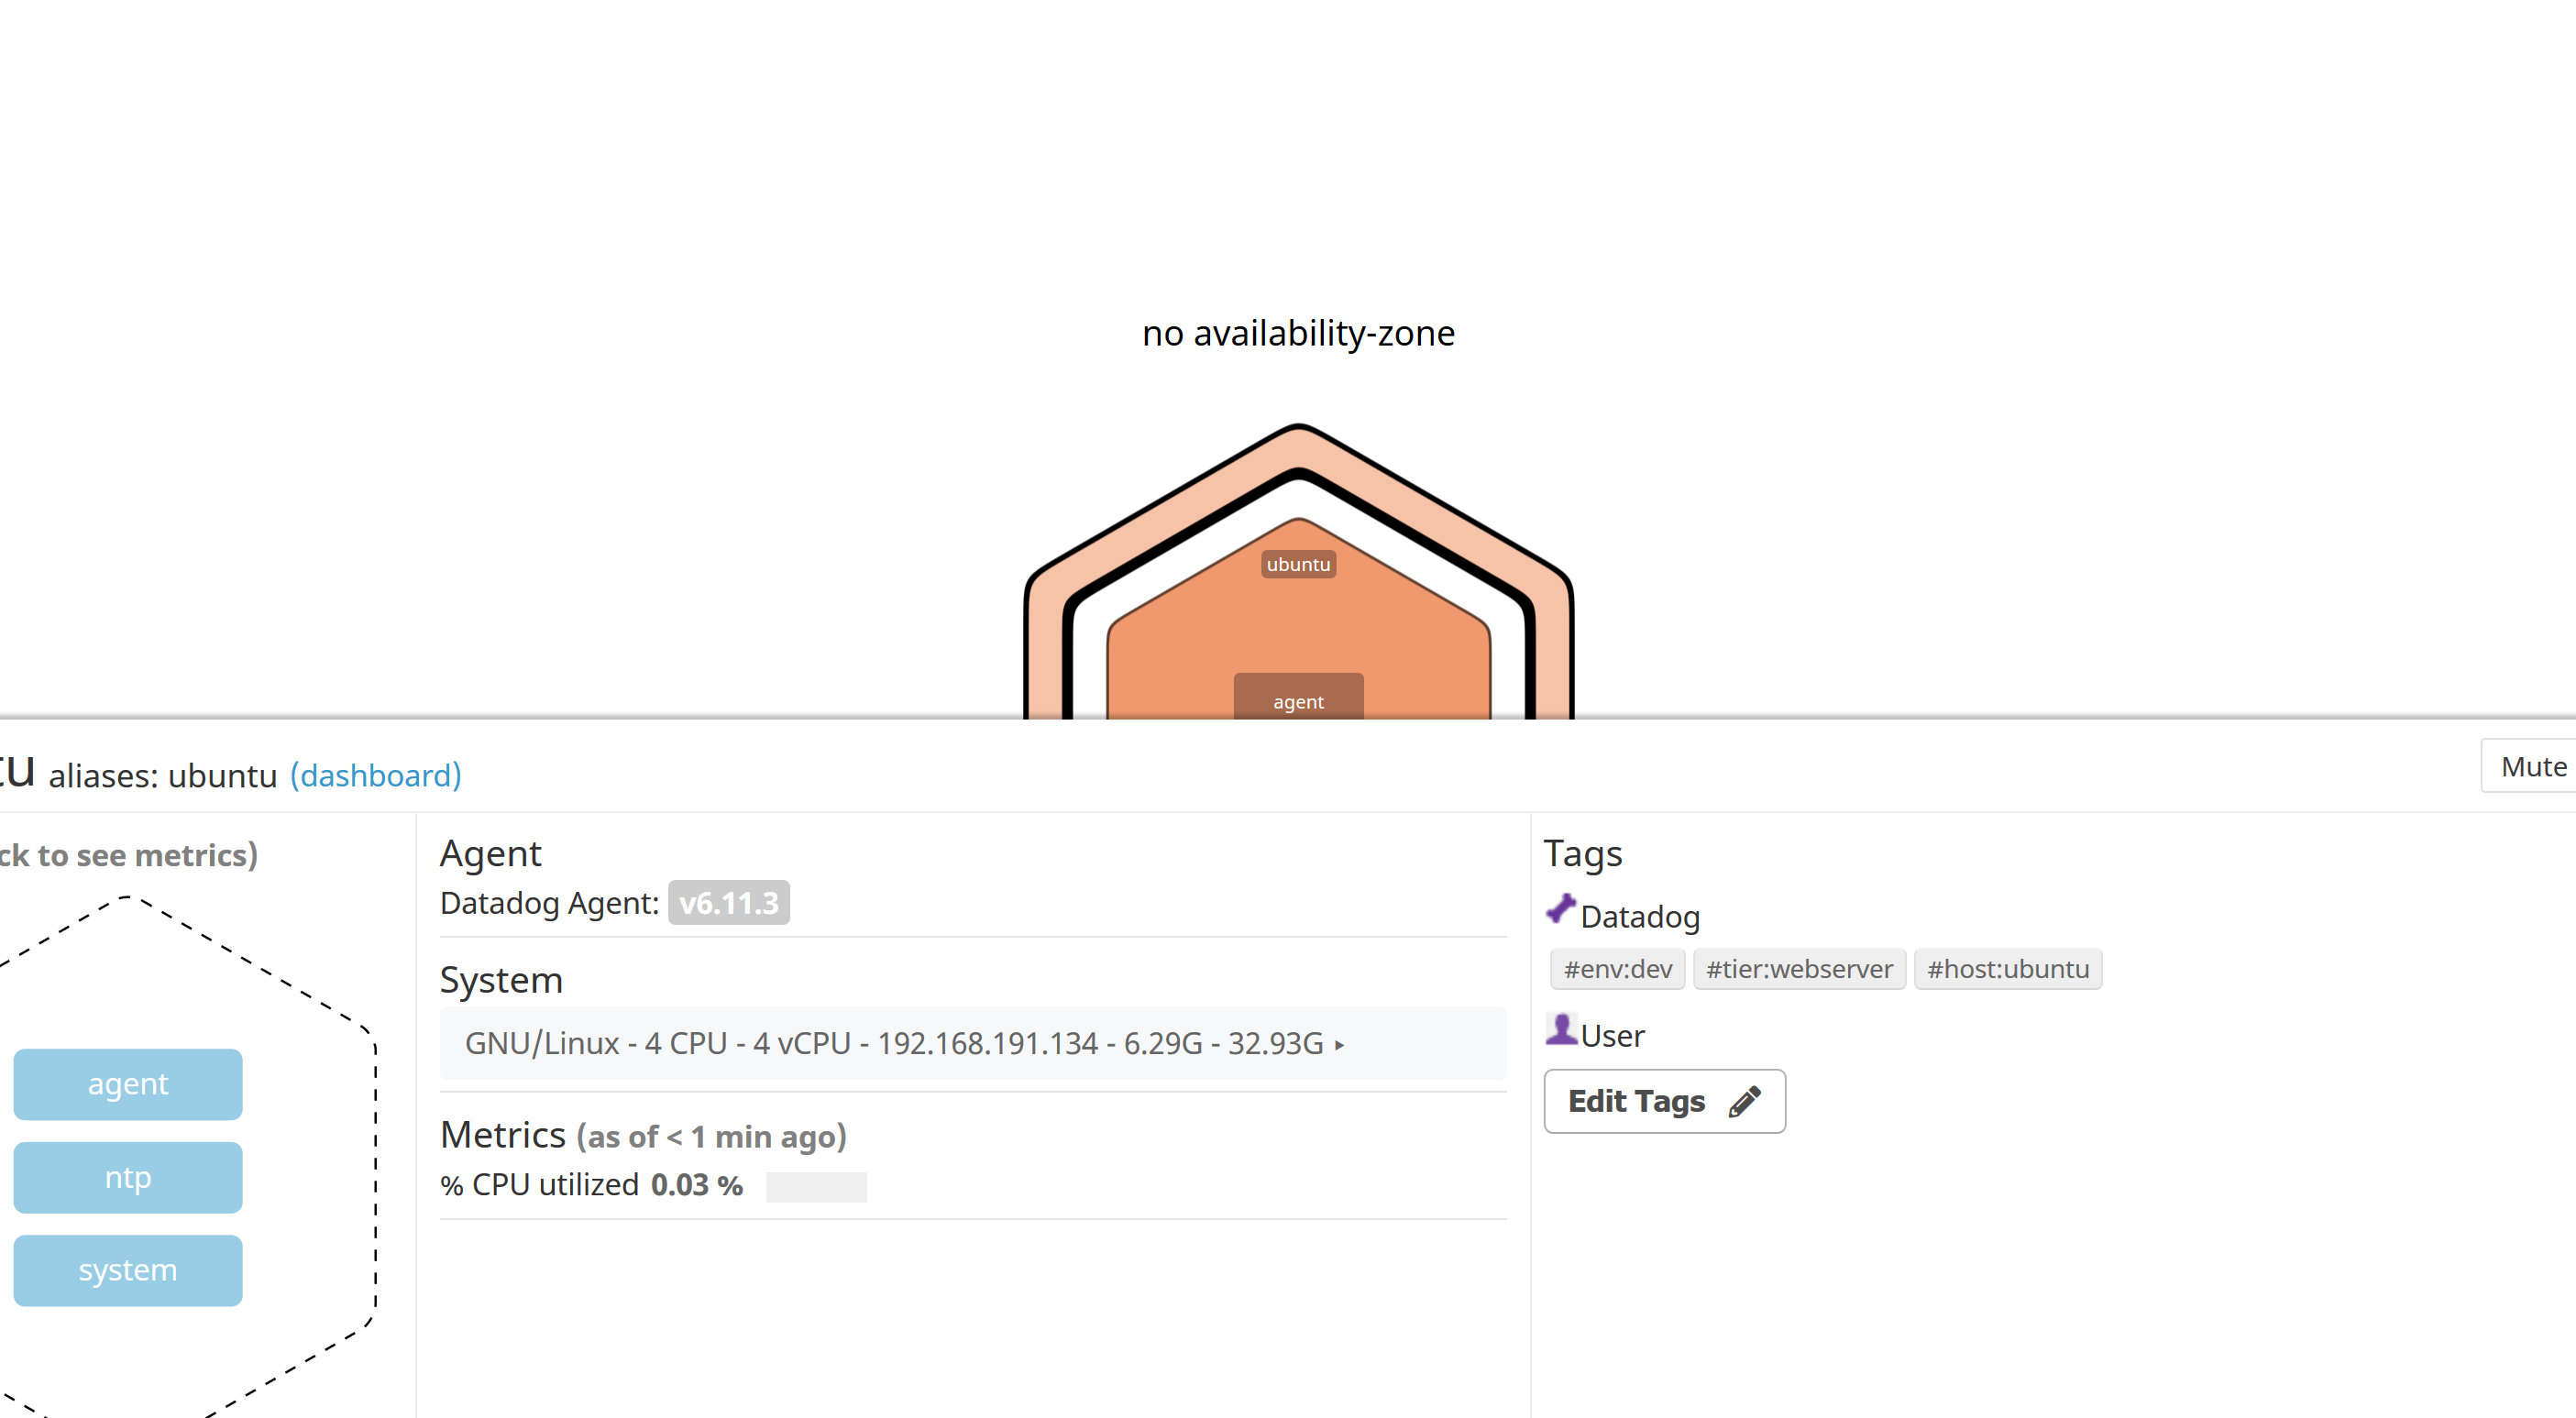 no availability-zone
ubuntu
agent
tu aliases: ubuntu (dashboard)
Mute
ck to see metrics)
agent
ntp
system
Agent
Datadog Agent: v6.11.3
System
GNU/Linux - 4 CPU - 4 vCPU - 192.168.191.134 - 6.29G - 32.93G ▸
Metrics (as of < 1 min ago)
% CPU utilized 0.03 %
Tags
Datadog
#env:dev #tier:webserver #host:ubuntu
User
Edit Tags